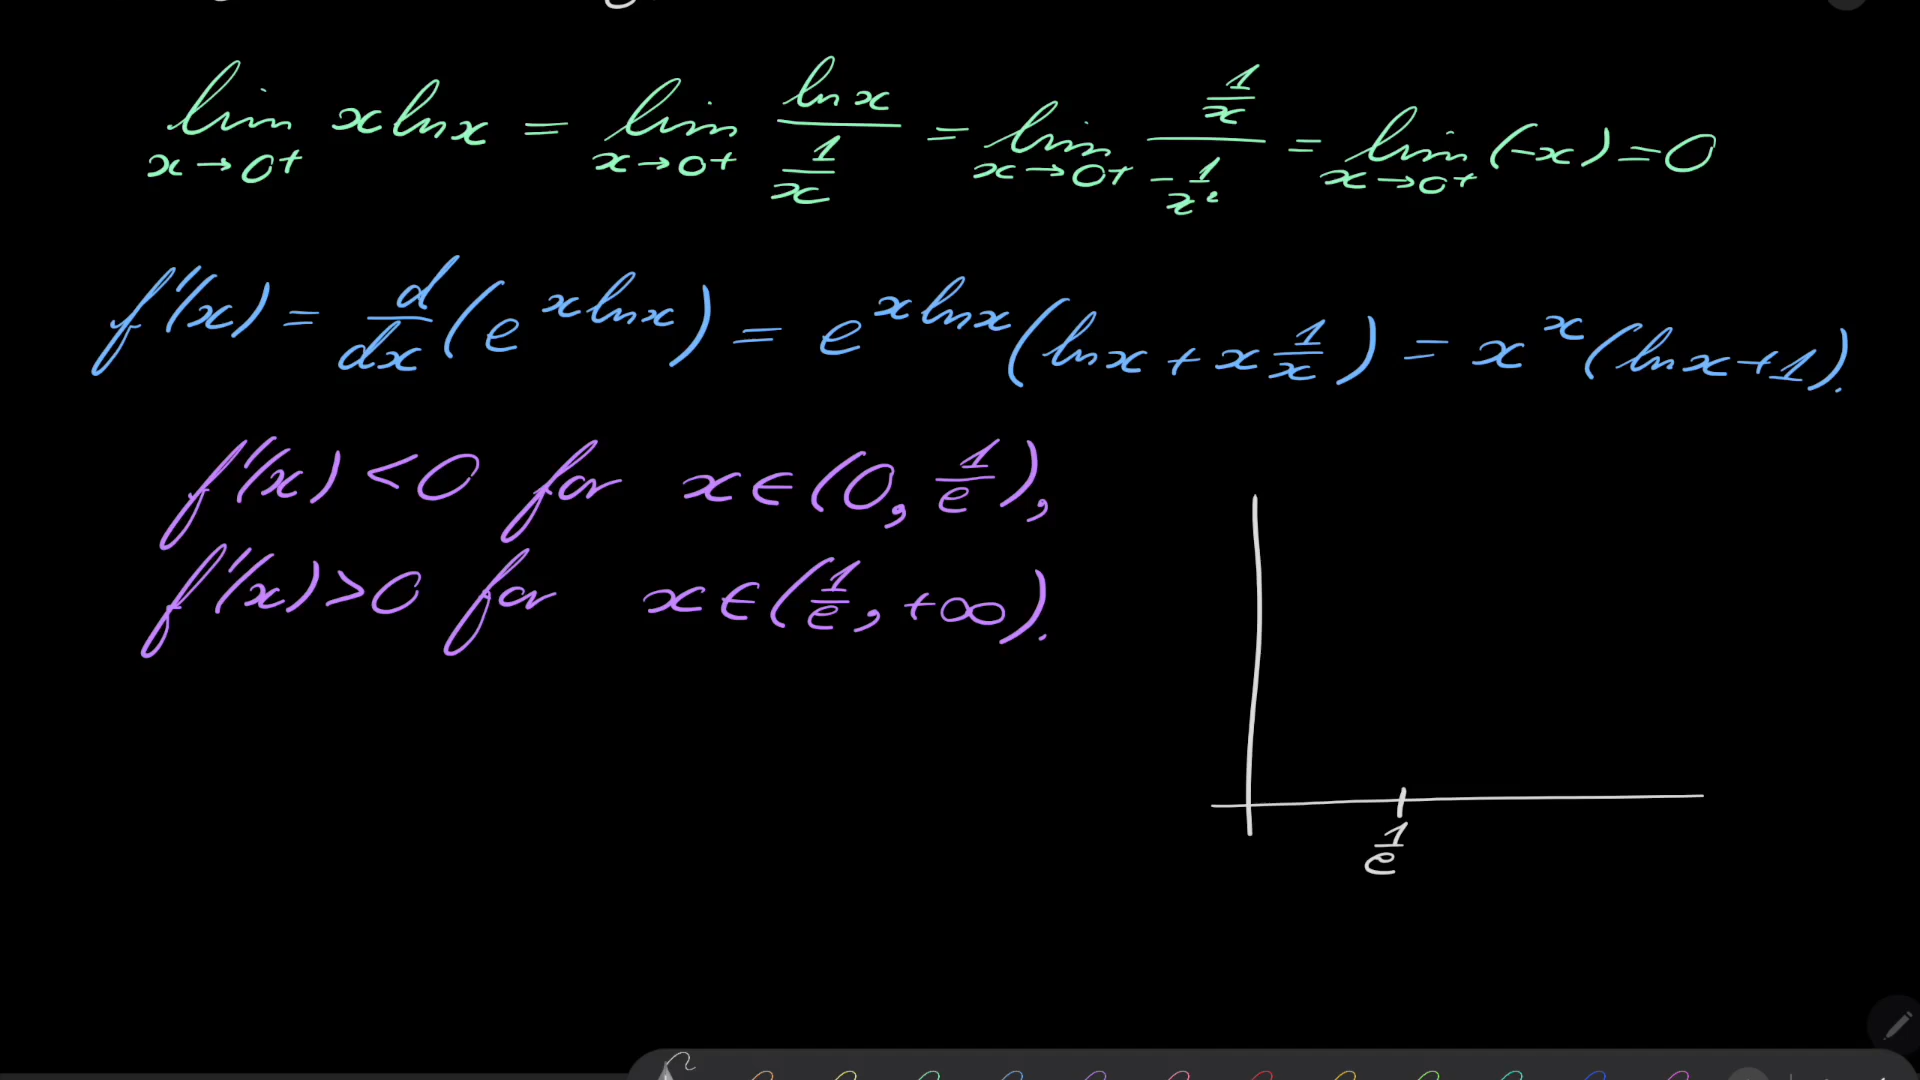 lim x→0+ x ln x = lim x→0+ ln x / (1/x) = lim x→0+ (1/x) / (-1/x²) = lim x→0+ (-x) = 0
f'(x) = d/dx (e^(x ln x)) = e^(x ln x) (ln x + x 1/x) = x^x (ln x + 1).
f'(x) < 0 for x ∈ (0, 1/e),
f'(x) > 0 for x ∈ (1/e, +∞).
1/e